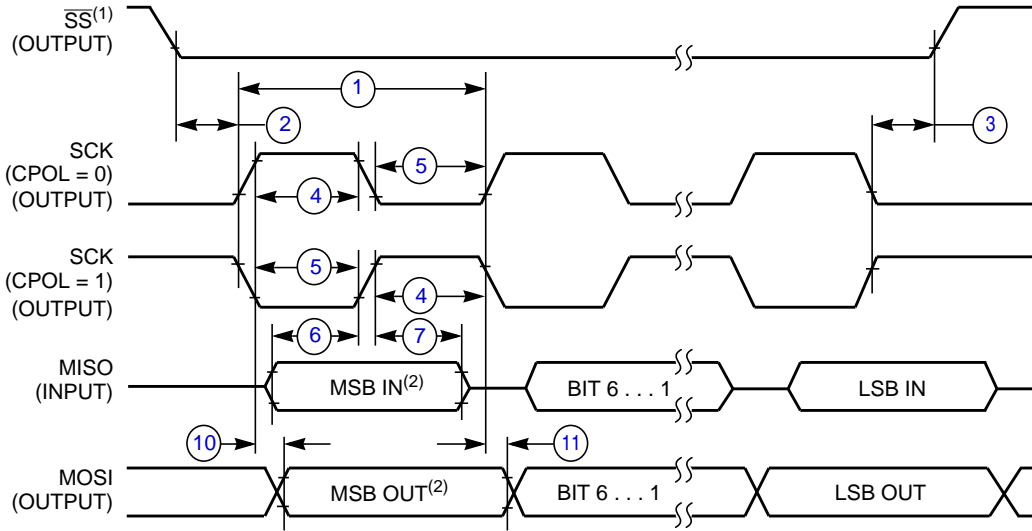 SS(1)
(OUTPUT)
1
2
3
SCK
(CPOL = 0)
(OUTPUT)
5
4
SCK
(CPOL = 1)
(OUTPUT)
5
4
6
7
MISO
(INPUT)
MSB IN(2)
BIT 6 . . . 1
LSB IN
10
11
MOSI
(OUTPUT)
MSB OUT(2)
BIT 6 . . . 1
LSB OUT